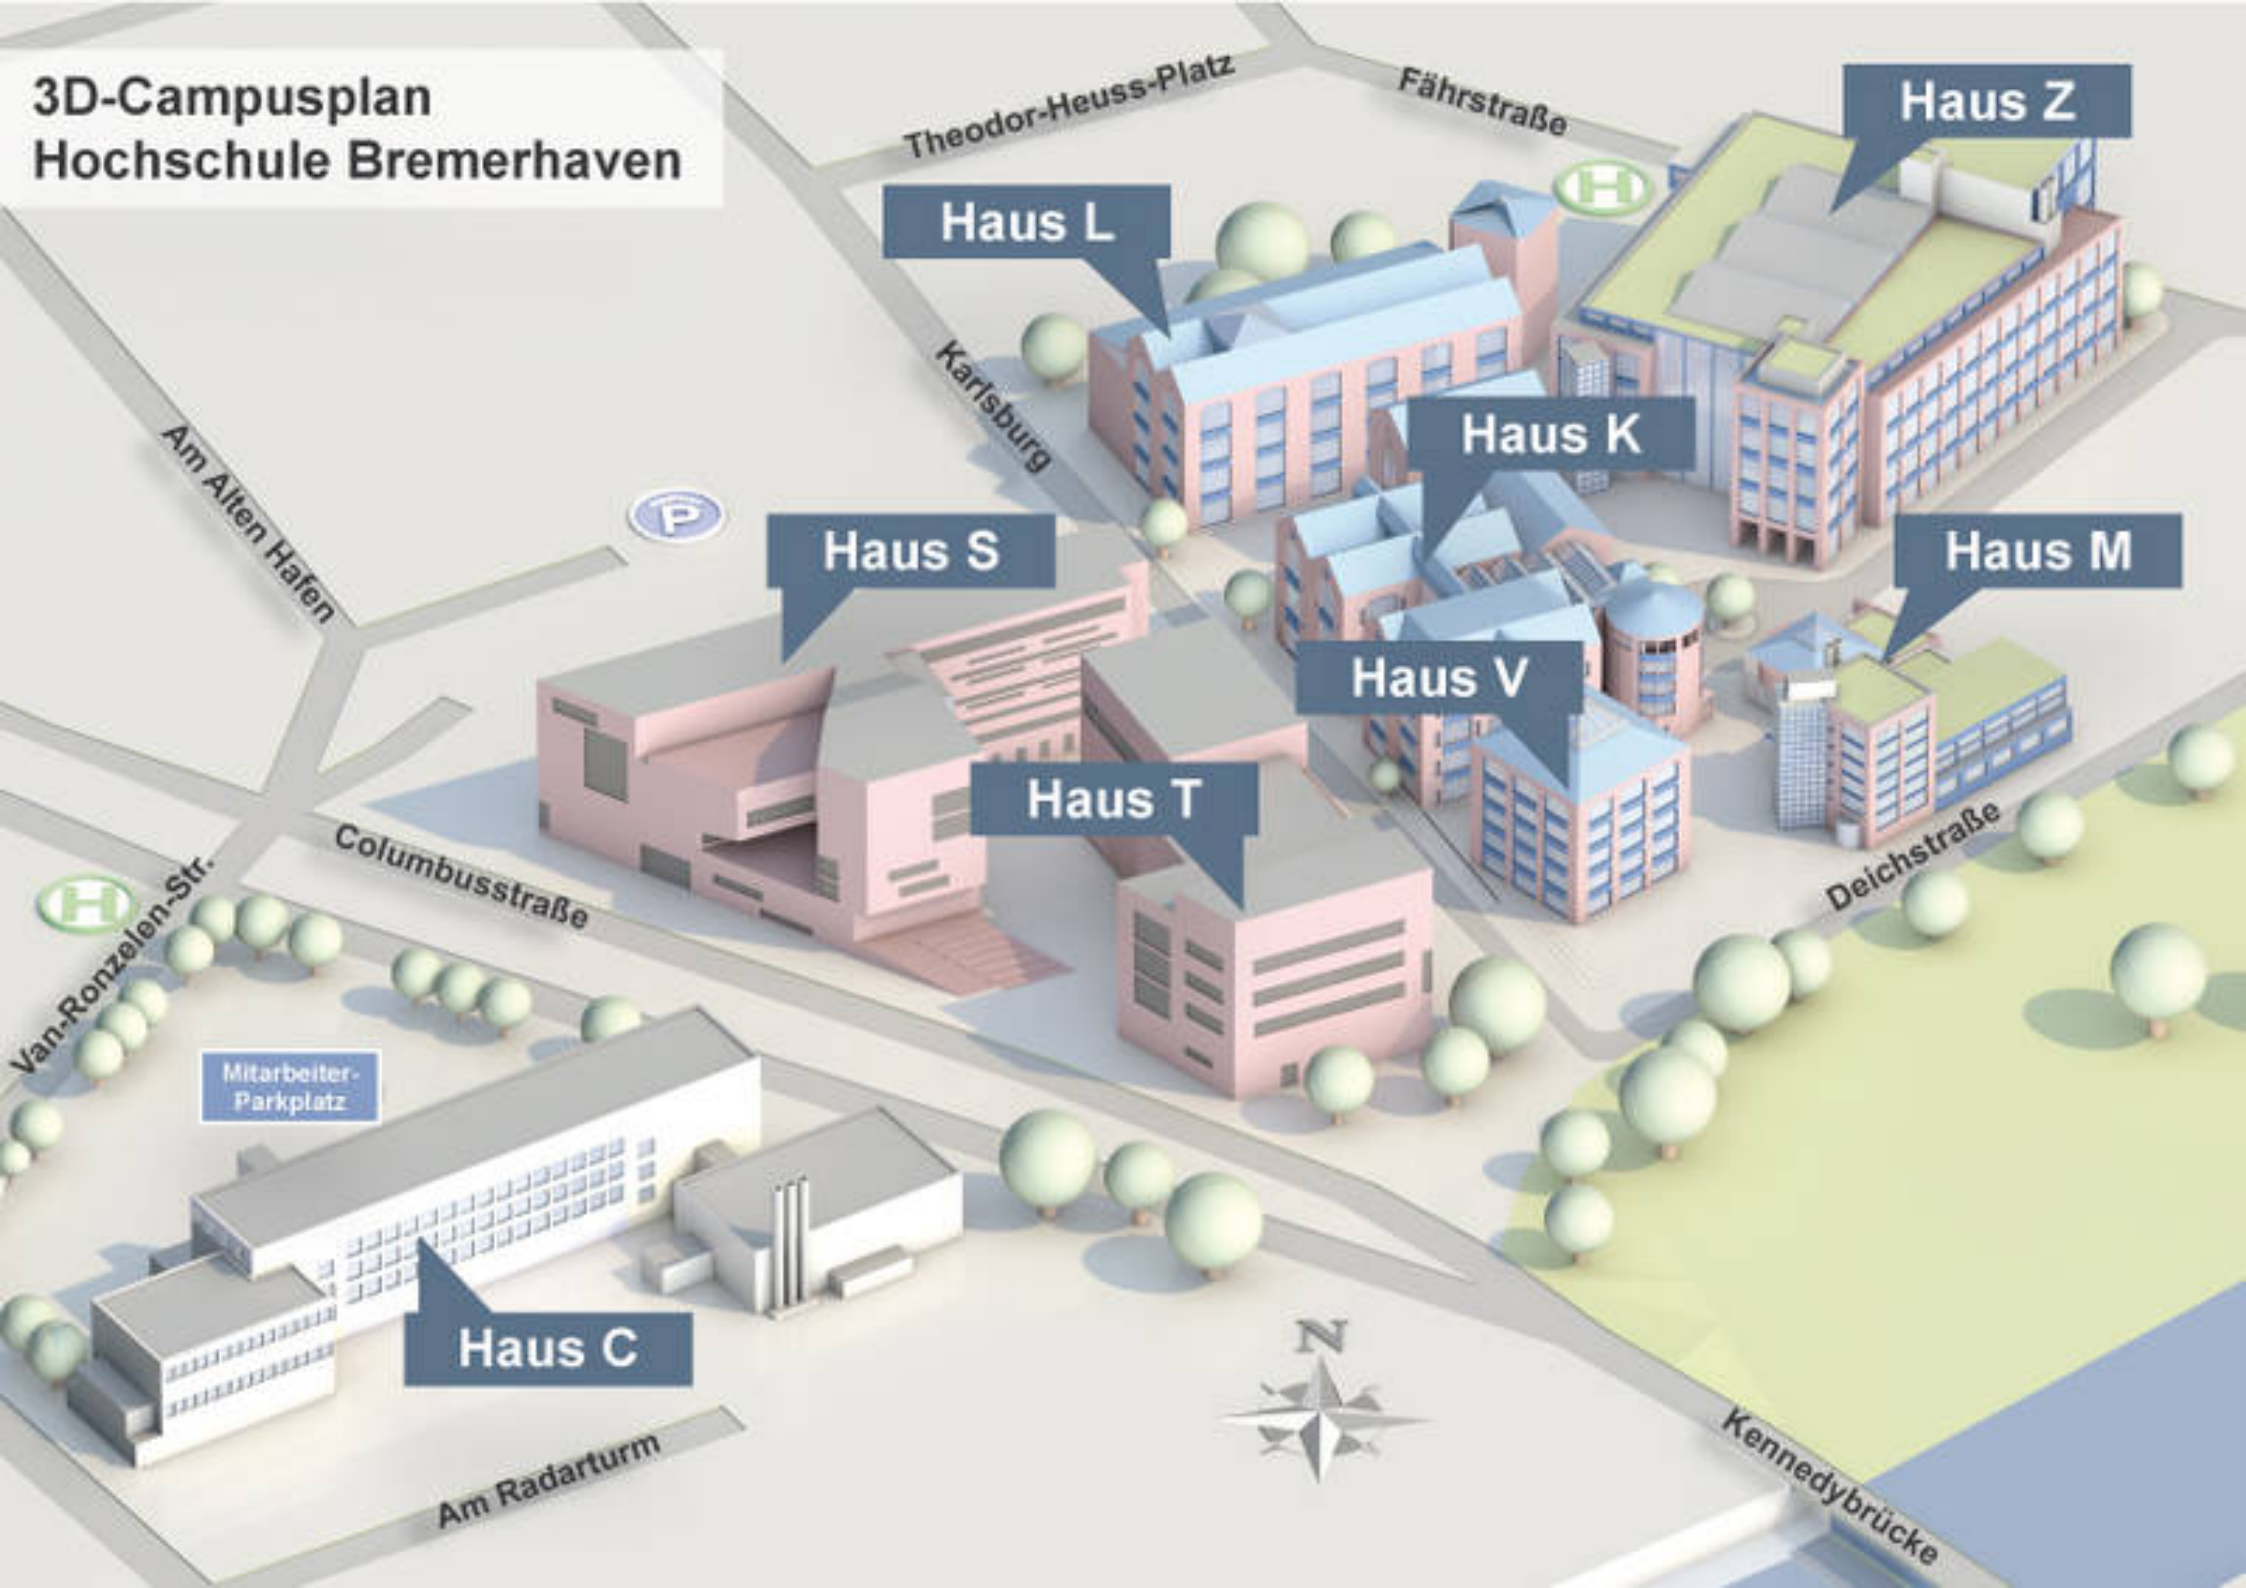 3D-Campusplan
Hochschule Bremerhaven
Theodor-Heuss-Platz
Fährstraße
Haus Z
H
Haus L
Karlsburg
Haus K
Am Alten Hafen
P
Haus S
Haus M
Haus V
Haus T
Columbusstraße
Deichstraße
H
Van-Ronzelen-Str.
Mitarbeiter-
Parkplatz
Haus C
N
Am Radarturm
Kennedybrücke